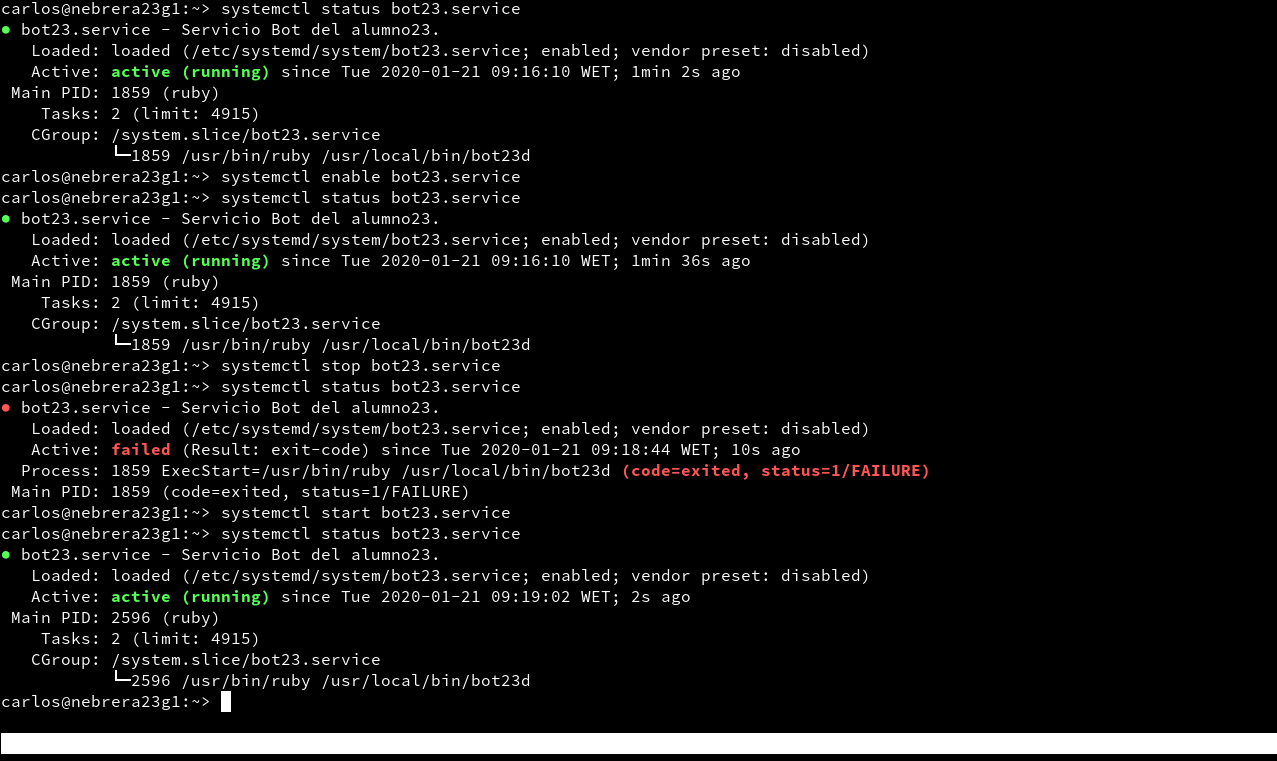 carlos@nebrera23g1:~> systemctl status bot23.service
● bot23.service - Servicio Bot del alumno23.
   Loaded: loaded (/etc/systemd/system/bot23.service; enabled; vendor preset: disabled)
   Active: active (running) since Tue 2020-01-21 09:16:10 WET; 1min 2s ago
 Main PID: 1859 (ruby)
    Tasks: 2 (limit: 4915)
   CGroup: /system.slice/bot23.service
           └─1859 /usr/bin/ruby /usr/local/bin/bot23d
carlos@nebrera23g1:~> systemctl enable bot23.service
carlos@nebrera23g1:~> systemctl status bot23.service
● bot23.service - Servicio Bot del alumno23.
   Loaded: loaded (/etc/systemd/system/bot23.service; enabled; vendor preset: disabled)
   Active: active (running) since Tue 2020-01-21 09:16:10 WET; 1min 36s ago
 Main PID: 1859 (ruby)
    Tasks: 2 (limit: 4915)
   CGroup: /system.slice/bot23.service
           └─1859 /usr/bin/ruby /usr/local/bin/bot23d
carlos@nebrera23g1:~> systemctl stop bot23.service
carlos@nebrera23g1:~> systemctl status bot23.service
● bot23.service - Servicio Bot del alumno23.
   Loaded: loaded (/etc/systemd/system/bot23.service; enabled; vendor preset: disabled)
   Active: failed (Result: exit-code) since Tue 2020-01-21 09:18:44 WET; 10s ago
  Process: 1859 ExecStart=/usr/bin/ruby /usr/local/bin/bot23d (code=exited, status=1/FAILURE)
 Main PID: 1859 (code=exited, status=1/FAILURE)
carlos@nebrera23g1:~> systemctl start bot23.service
carlos@nebrera23g1:~> systemctl status bot23.service
● bot23.service - Servicio Bot del alumno23.
   Loaded: loaded (/etc/systemd/system/bot23.service; enabled; vendor preset: disabled)
   Active: active (running) since Tue 2020-01-21 09:19:02 WET; 2s ago
 Main PID: 2596 (ruby)
    Tasks: 2 (limit: 4915)
   CGroup: /system.slice/bot23.service
           └─2596 /usr/bin/ruby /usr/local/bin/bot23d
carlos@nebrera23g1:~>